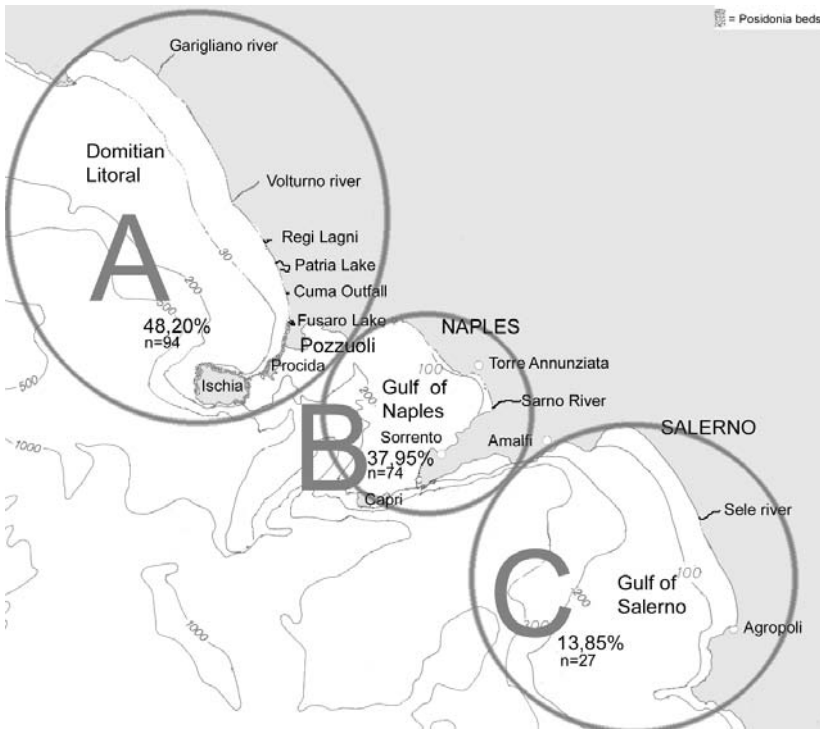 = Posidonia beds
Garigliano river
Domitian
Litoral
Volturno river
A
30
Regi Lagni
200
Patria Lake
500
Cuma Outfall
48,20%
n=94
Fusaro Lake
NAPLES
Pozzuoli
Procida
100
Torre Annunziata
Ischia
500
200
Gulf of
Naples
Sarno River
B
SALERNO
1000
Sorrento
Amalfi
37,95%
n=74
Capri
Sele river
C
100
Gulf of
Salerno
200
1000
300
Agropoli
13,85%
n=27